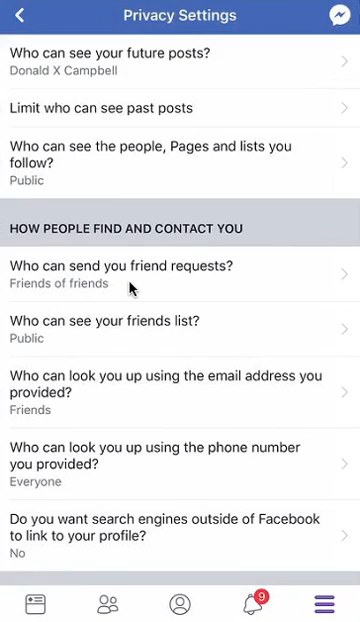 Privacy Settings
Who can see your future posts?
Donald X Campbell
Limit who can see past posts
Who can see the people, Pages and lists you
follow?
Public
HOW PEOPLE FIND AND CONTACT YOU
Who can send you friend requests?
Friends of friends
Who can see your friends list?
Public
Who can look you up using the email address you
provided?
Friends
Who can look you up using the phone number
you provided?
Everyone
Do you want search engines outside of Facebook
to link to your profile?
No
9